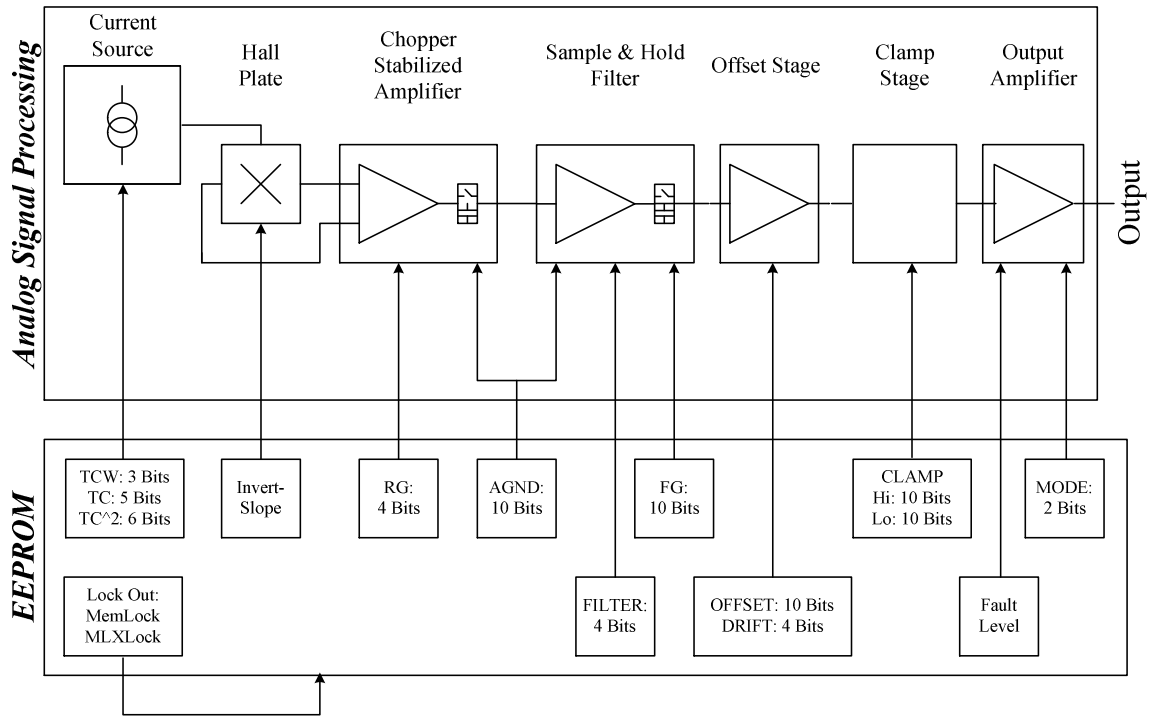 Analog Signal Processing
Current
Source
Hall
Plate
Chopper
Stabilized
Amplifier
Sample & Hold
Filter
Offset Stage
Clamp
Stage
Output
Amplifier
Output
EEPROM
TCW: 3 Bits
TC: 5 Bits
TC^2: 6 Bits
Invert-
Slope
RG:
4 Bits
AGND:
10 Bits
FG:
10 Bits
CLAMP
Hi: 10 Bits
Lo: 10 Bits
MODE:
2 Bits
Lock Out:
MemLock
MLXLock
FILTER:
4 Bits
OFFSET: 10 Bits
DRIFT: 4 Bits
Fault
Level